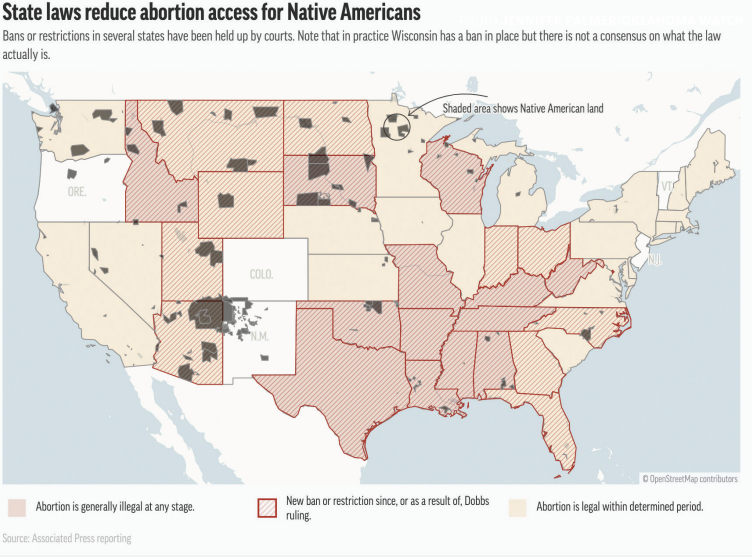 State laws reduce abortion access for Native Americans
Bans or restrictions in several states have been held up by courts. Note that in practice Wisconsin has a ban in place but there is not a consensus on what the law
actually is.
Shaded area shows Native American land
ORE.
VT.
N.J.
COLO.
N.M.
© OpenStreetMap contributors
Abortion is generally illegal at any stage.
New ban or restriction since, or as a result of, Dobbs
ruling.
Abortion is legal within determined period.
Source: Associated Press reporting